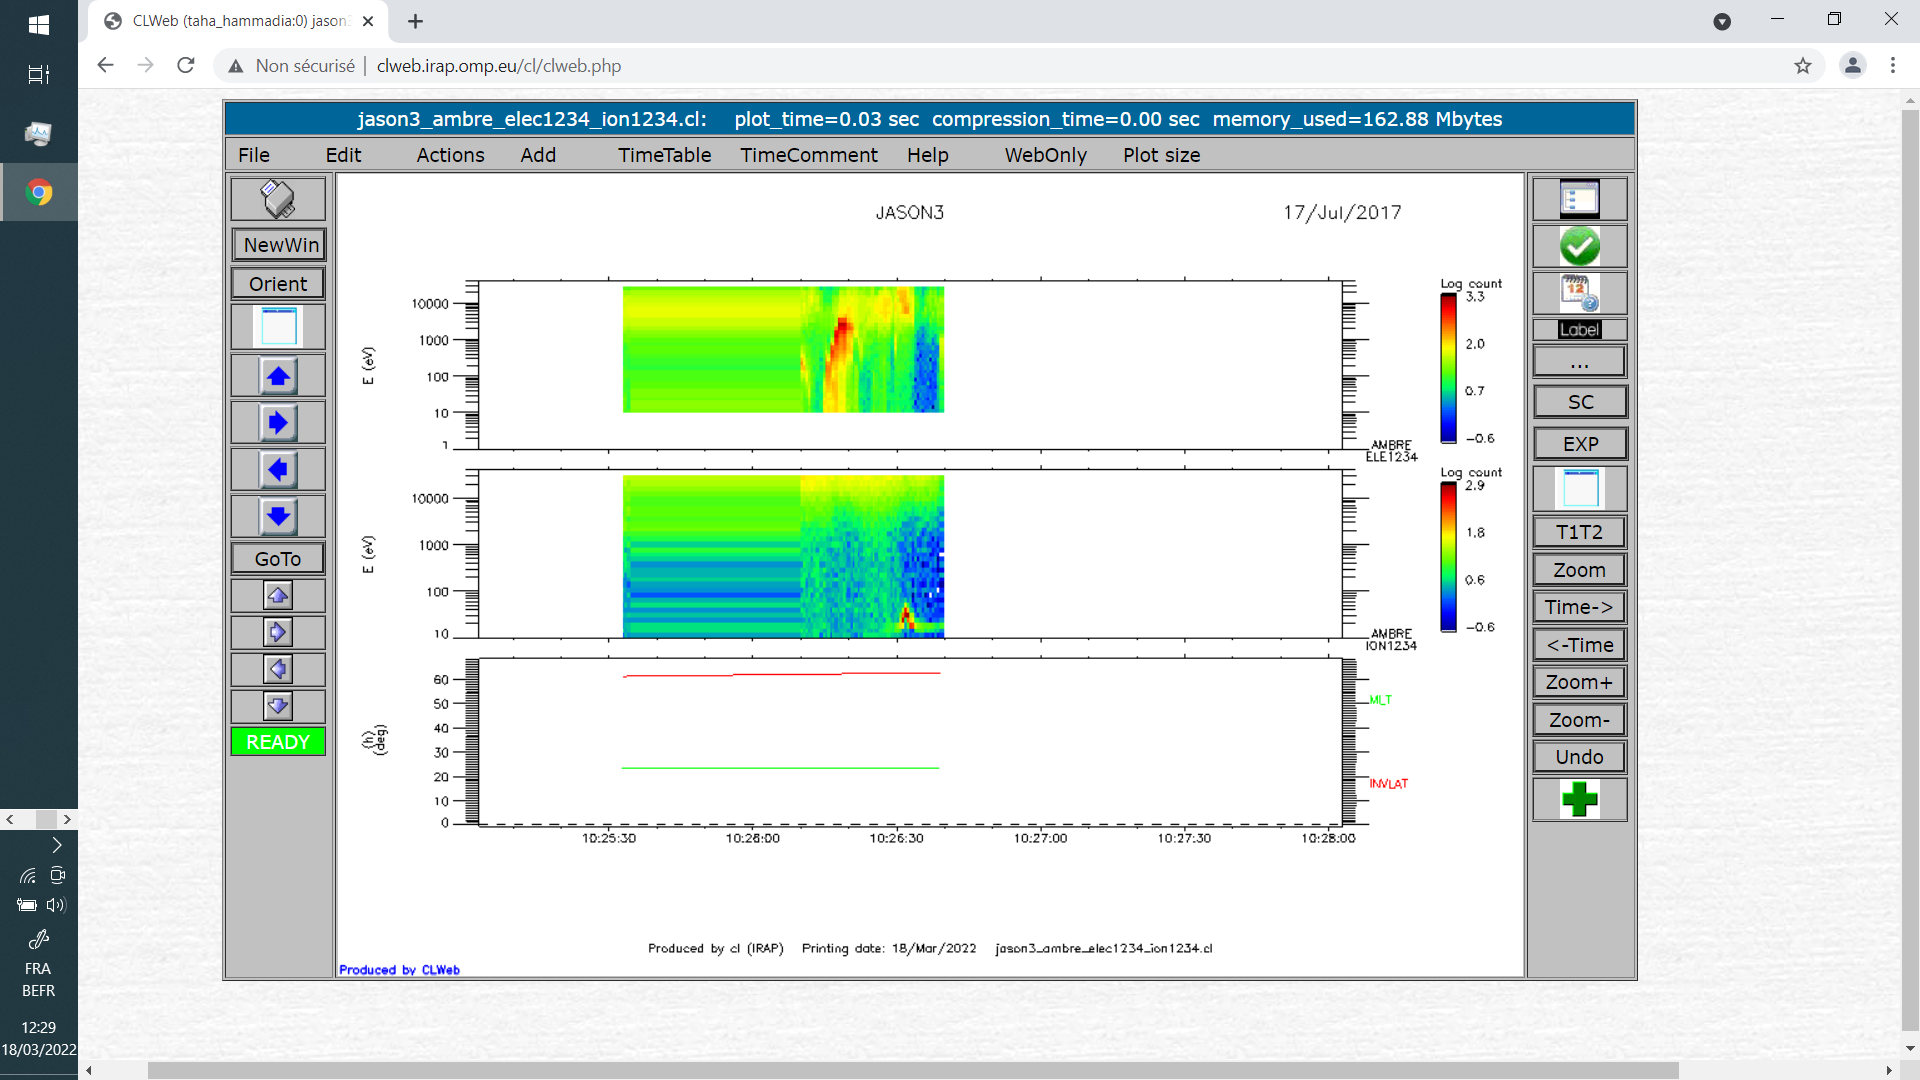 CLWeb (taha_hammadia:0) jason3
Non sécurisé | clweb.irap.omp.eu/cl/clweb.php
jason3_ambre_elec1234_ion1234.cl: plot_time=0.03 sec compression_time=0.00 sec memory_used=162.88 Mbytes
File Edit Actions Add TimeTable TimeComment Help WebOnly Plot size
NewWin
Orient
GoTo
READY
JASON3 17/Jul/2017
Log count
3.3
2.0
0.7
-0.6
10000
1000
100
10
1
E (eV)
AMBRE
ELE1234
Log count
2.9
1.8
0.6
-0.6
10000
1000
100
10
E (eV)
AMBRE
ION1234
60
50
40
30
20
10
0
(h)
(deg)
MLT
INVLAT
10:25:30 10:26:00 10:26:30 10:27:00 10:27:30 10:28:00
Produced by cl (IRAP) Printing date: 18/Mar/2022 jason3_ambre_elec1234_ion1234.cl
Produced by CLWeb
12
Label
...
SC
EXP
T1T2
Zoom
Time->
<-Time
Zoom+
Zoom-
Undo
FRA
BEFR
12:29
18/03/2022